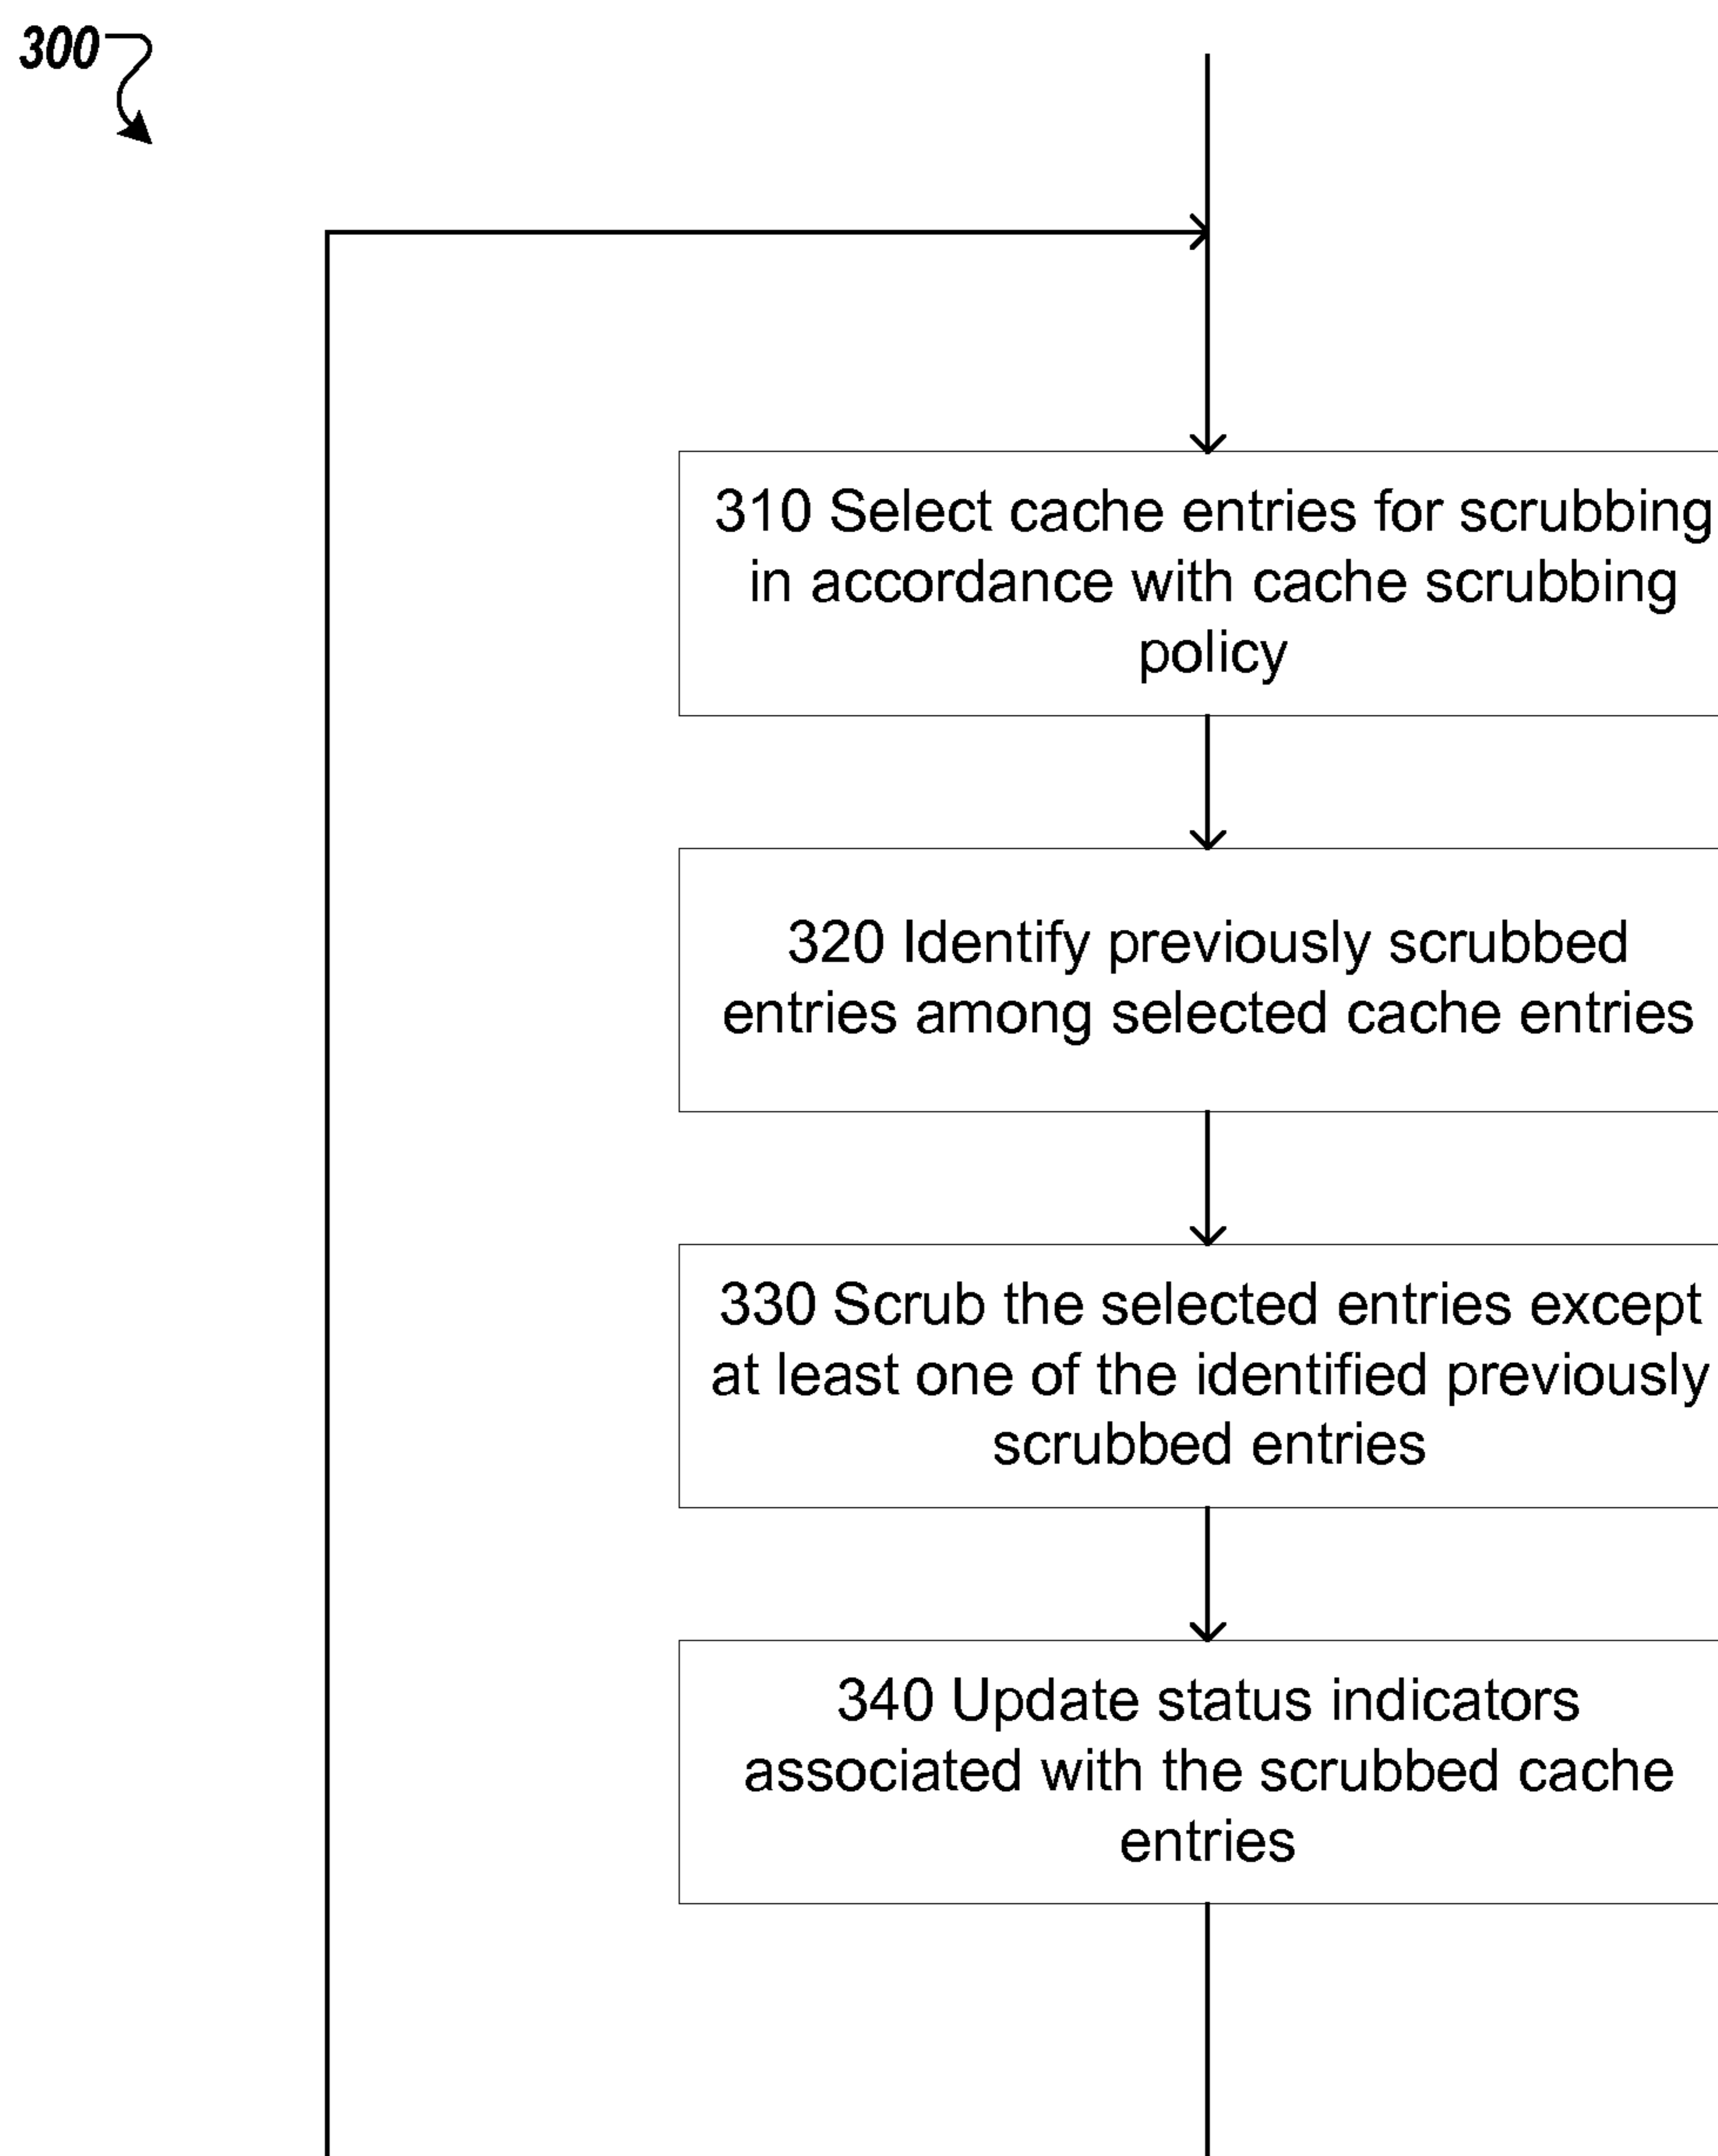 300
310 Select cache entries for scrubbing
in accordance with cache scrubbing
policy
320 Identify previously scrubbed
entries among selected cache entries
330 Scrub the selected entries except
at least one of the identified previously
scrubbed entries
340 Update status indicators
associated with the scrubbed cache
entries